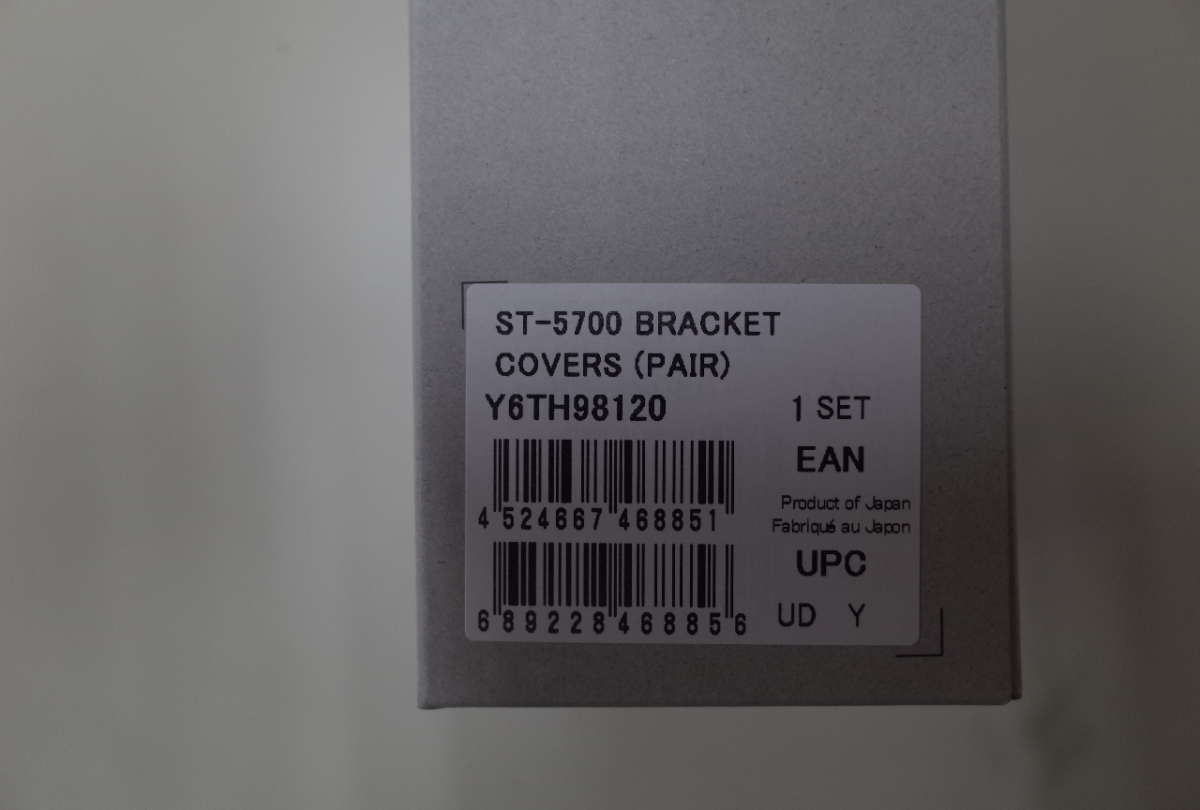 ST-5700 BRACKET
COVERS (PAIR)
Y6TH98120 1 SET
EAN
4 524667 468851
Product of Japan
Fabriqué au Japon
UPC
6 89228 46885 6
UD Y